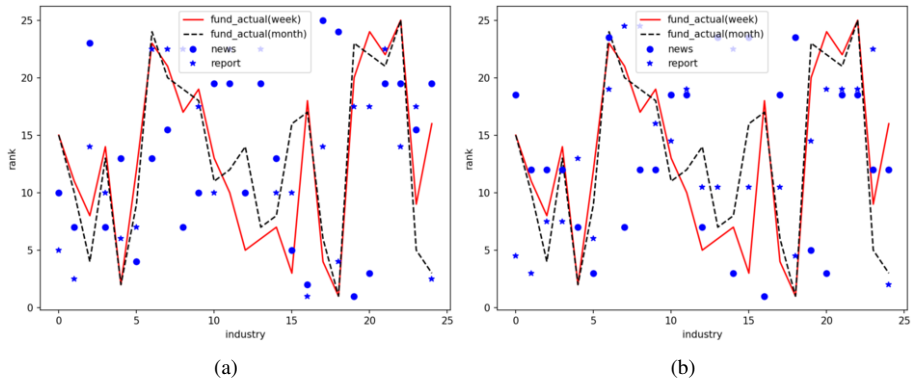 fund_actual(week)
fund_actual(month)
news
report
25
20
15
10
5
0
rank
0 5 10 15 20 25
industry
(a)
fund_actual(week)
fund_actual(month)
news
report
25
20
15
10
5
0
rank
0 5 10 15 20 25
industry
(b)